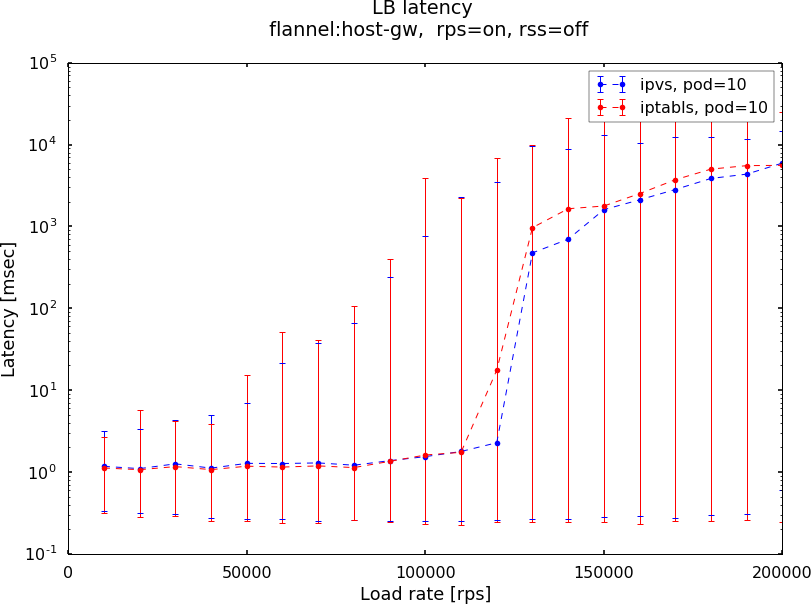 LB latency
flannel:host-gw,  rps=on, rss=off
ipvs, pod=10
iptabls, pod=10
Latency [msec]
10^5
10^4
10^3
10^2
10^1
10^0
10^-1
0
50000
100000
150000
200000
Load rate [rps]